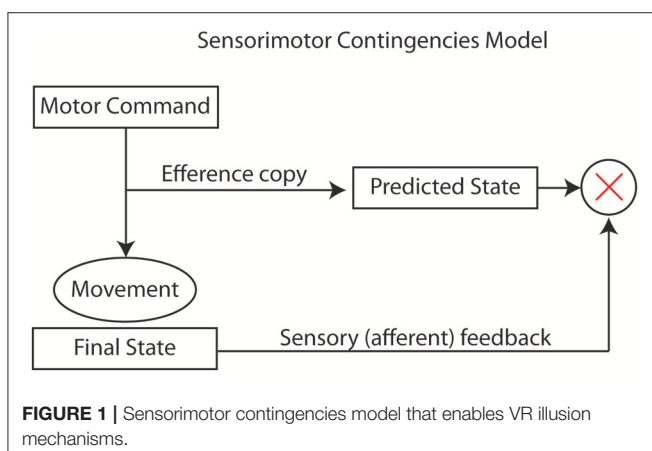 Sensorimotor Contingencies Model
Motor Command
Efference copy
Predicted State
Movement
Final State
Sensory (afferent) feedback
FIGURE 1 | Sensorimotor contingencies model that enables VR illusion
mechanisms.